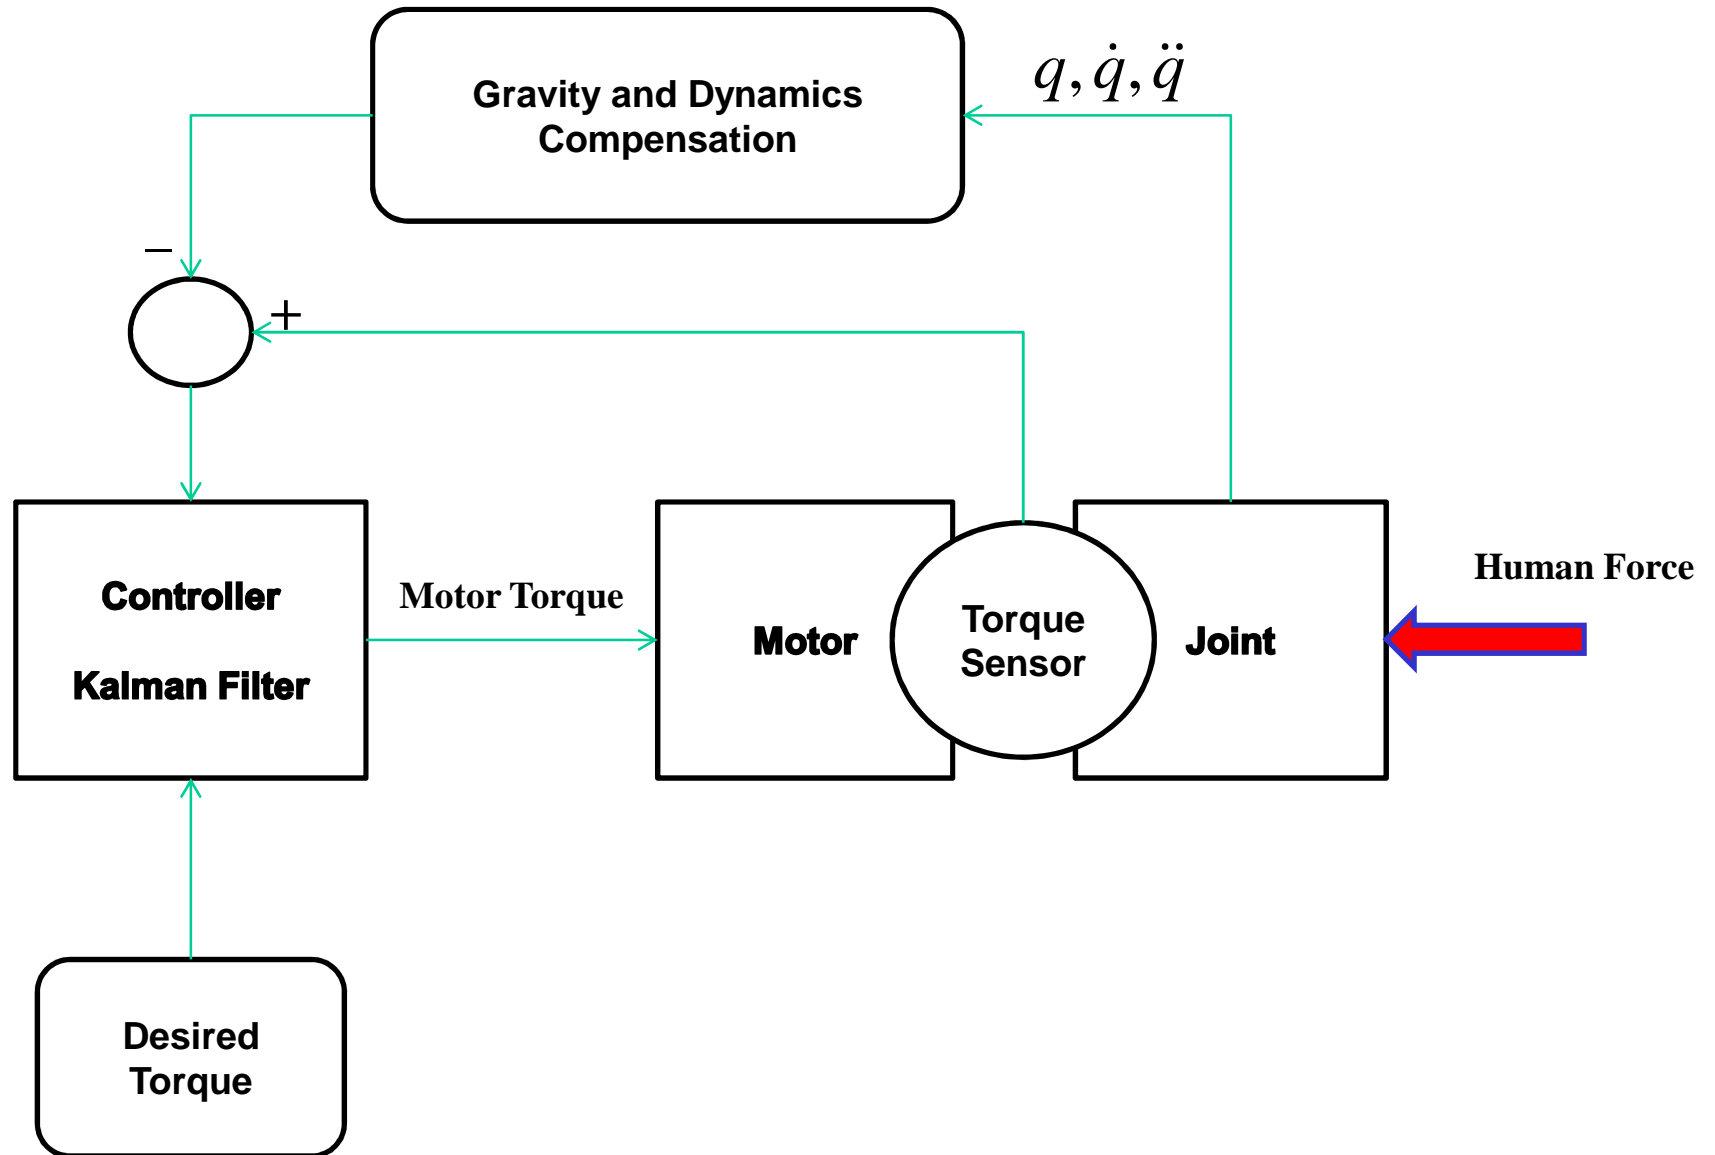 Gravity and Dynamics
Compensation
q, q̇, q̈
−
+
Controller
Kalman Filter
Motor Torque
Motor
Torque
Sensor
Joint
Human Force
Desired
Torque